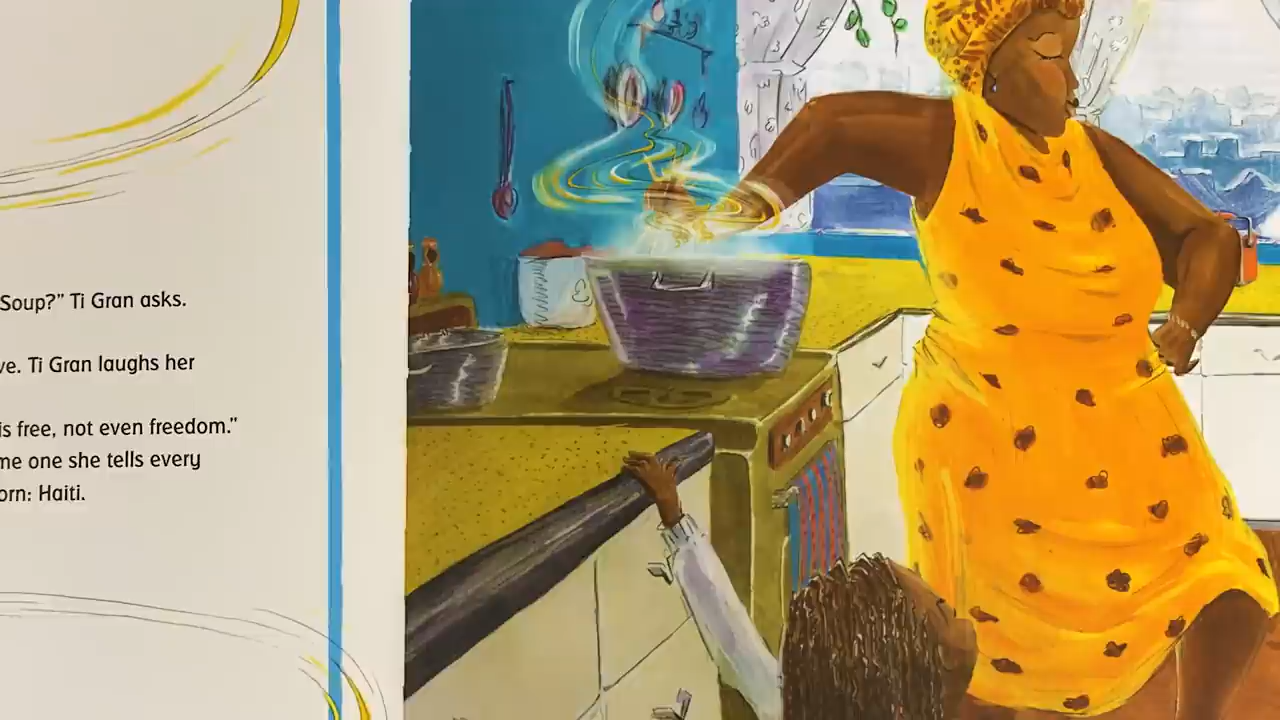 Soup?” Ti Gran asks.
ve. Ti Gran laughs her
is free, not even freedom.”
me one she tells every
orn: Haiti.